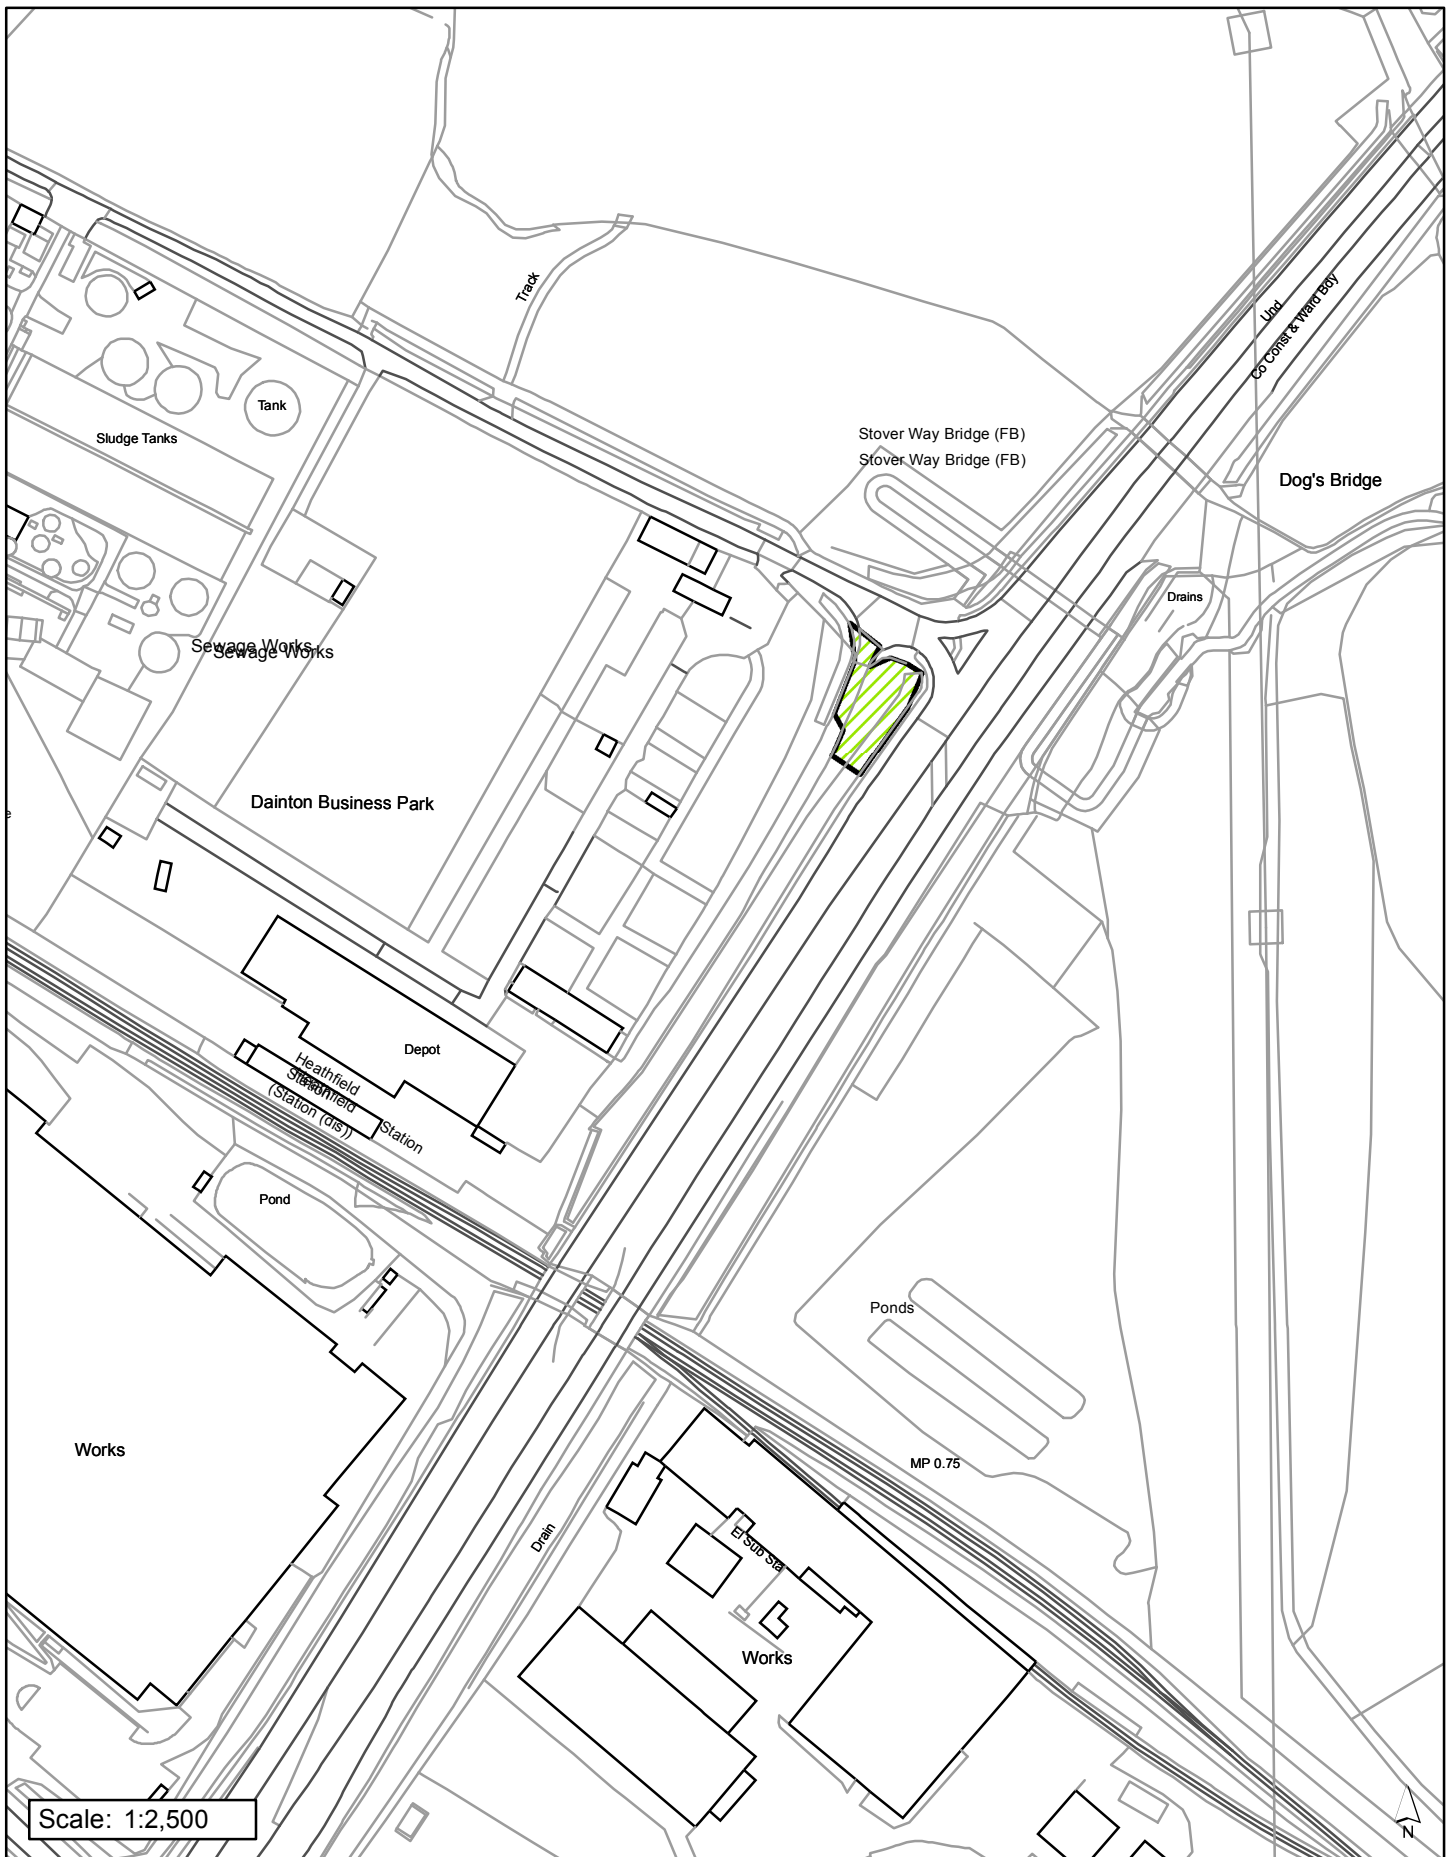 Track
Und
Co Const & Ward Bdy
Tank
Sludge Tanks
Stover Way Bridge (FB)
Stover Way Bridge (FB)
Dog's Bridge
Drains
Sewage Works
Sewage Works
Dainton Business Park
e
Depot
Heathfield
Station
(Station (dis))
Heathfield
Station
Pond
Ponds
Works
MP 0.75
Drain
El Sub Sta
Works
Scale: 1:2,500
N